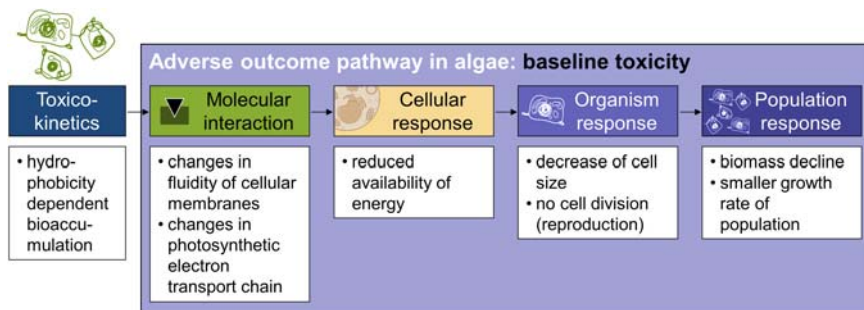 Adverse outcome pathway in algae: baseline toxicity
Toxico-
kinetics
Molecular
interaction
Cellular
response
Organism
response
Population
response
• hydro-
phobicity
dependent
bioaccu-
mulation
• changes in
fluidity of cellular
membranes
• changes in
photosynthetic
electron
transport chain
• reduced
availability of
energy
• decrease of cell
size
• no cell division
(reproduction)
• biomass decline
• smaller growth
rate of
population